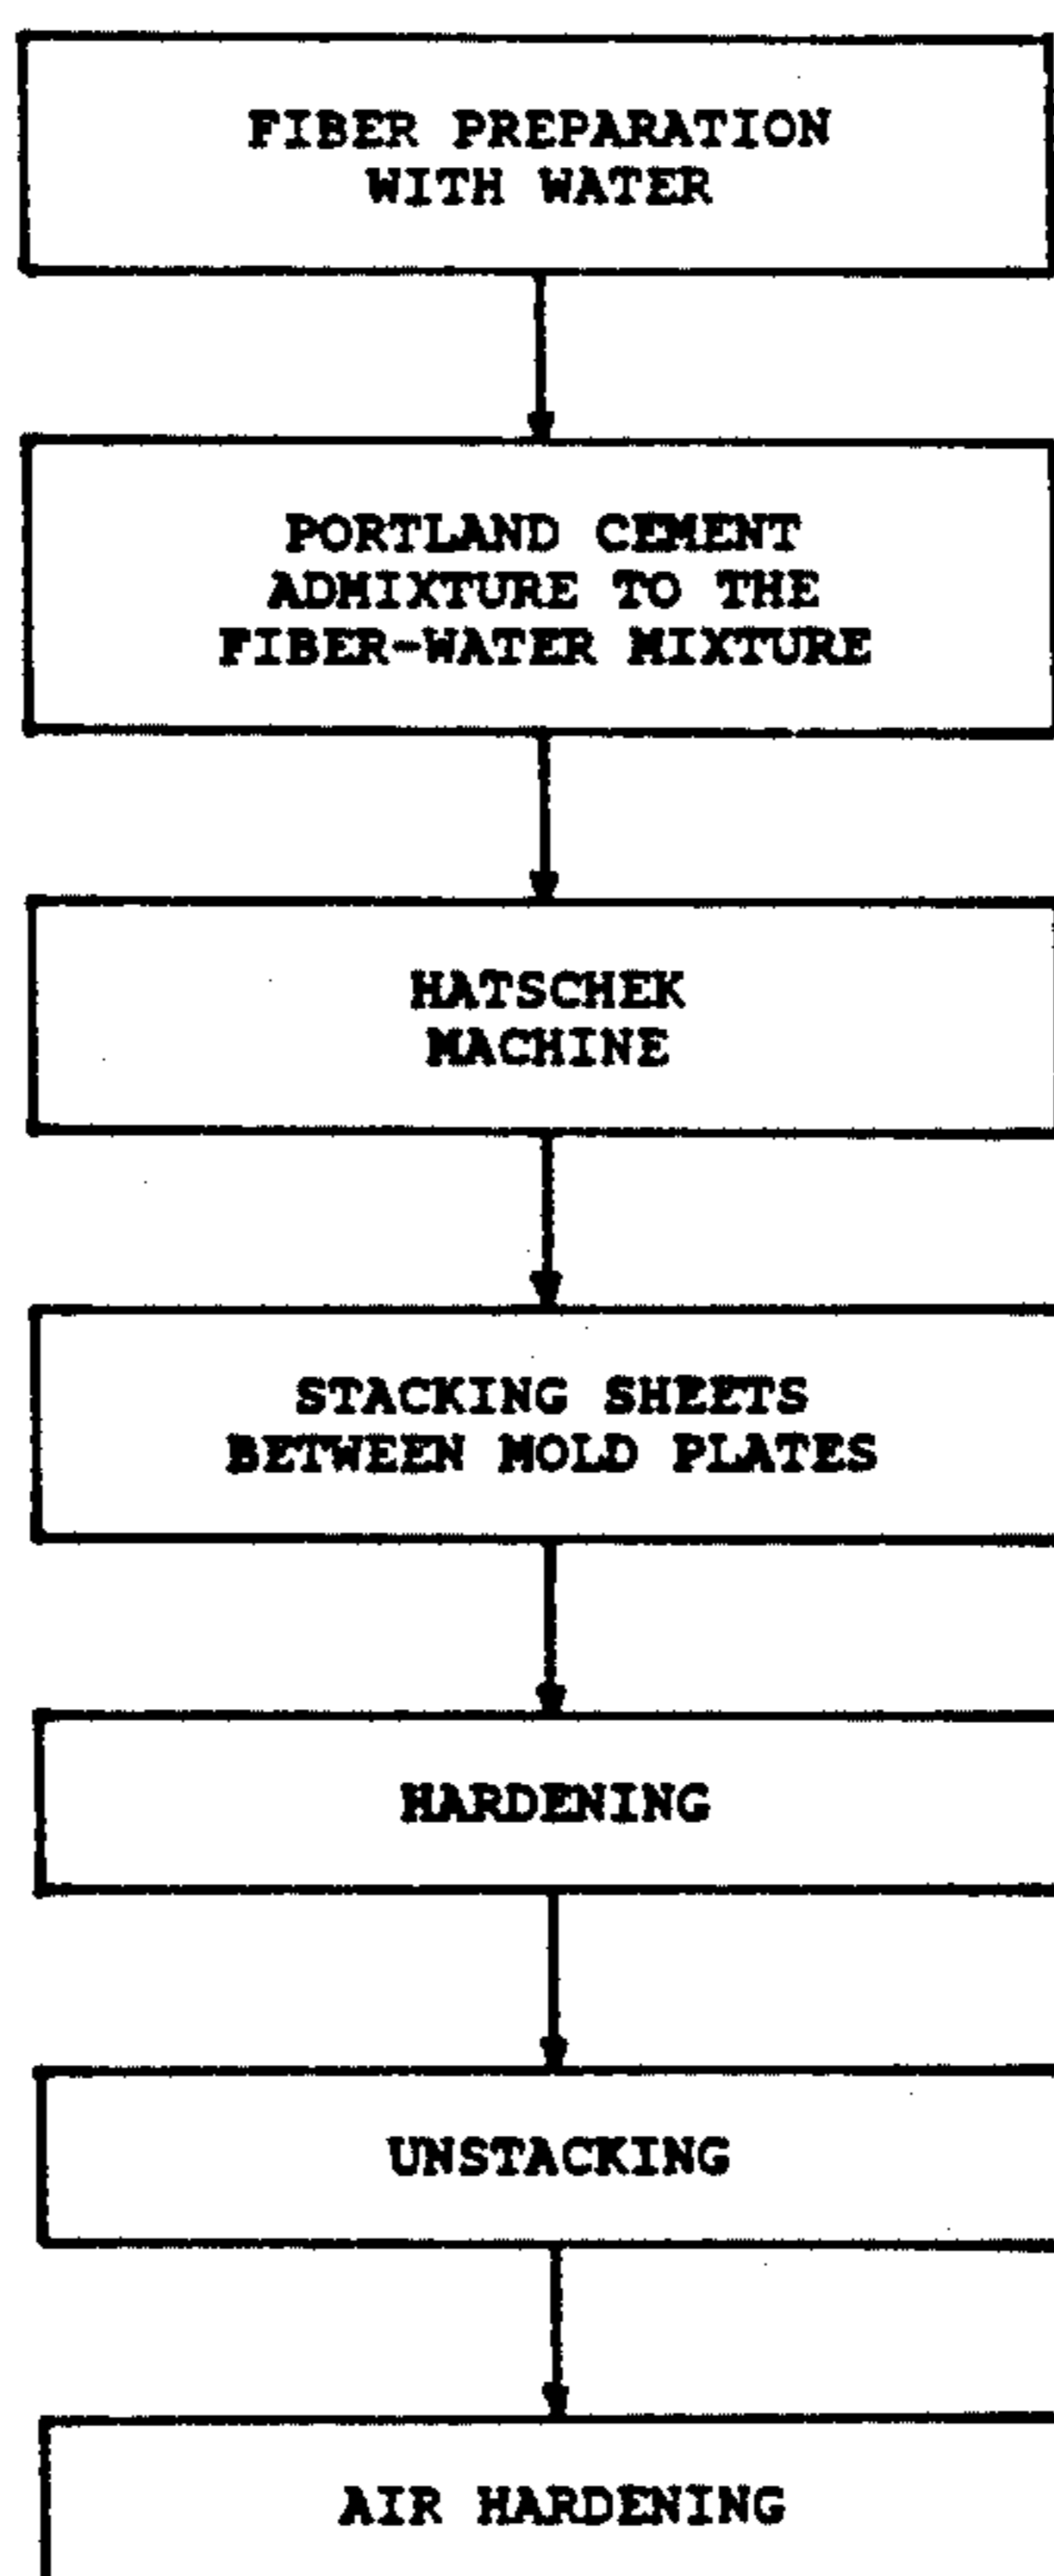 FIBER PREPARATION
WITH WATER
PORTLAND CEMENT
ADMIXTURE TO THE
FIBER-WATER MIXTURE
HATSCHEK
MACHINE
STACKING SHEETS
BETWEEN MOLD PLATES
HARDENING
UNSTACKING
AIR HARDENING